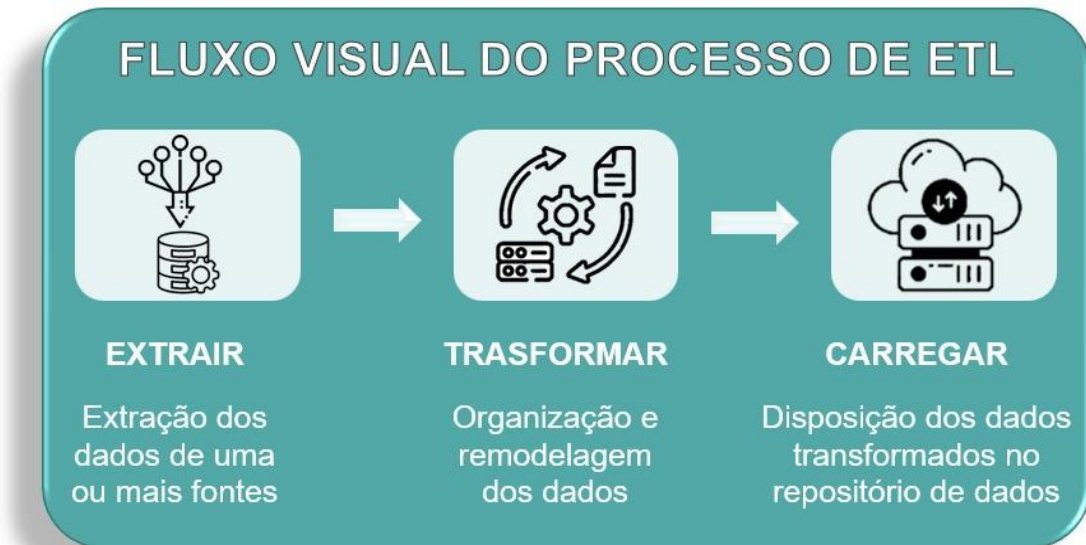 FLUXO VISUAL DO PROCESSO DE ETL
EXTRAIR
Extração dos
dados de uma
ou mais fontes
TRASFORMAR
Organização e
remodelagem
dos dados
CARREGAR
Disposição dos dados
transformados no
repositório de dados